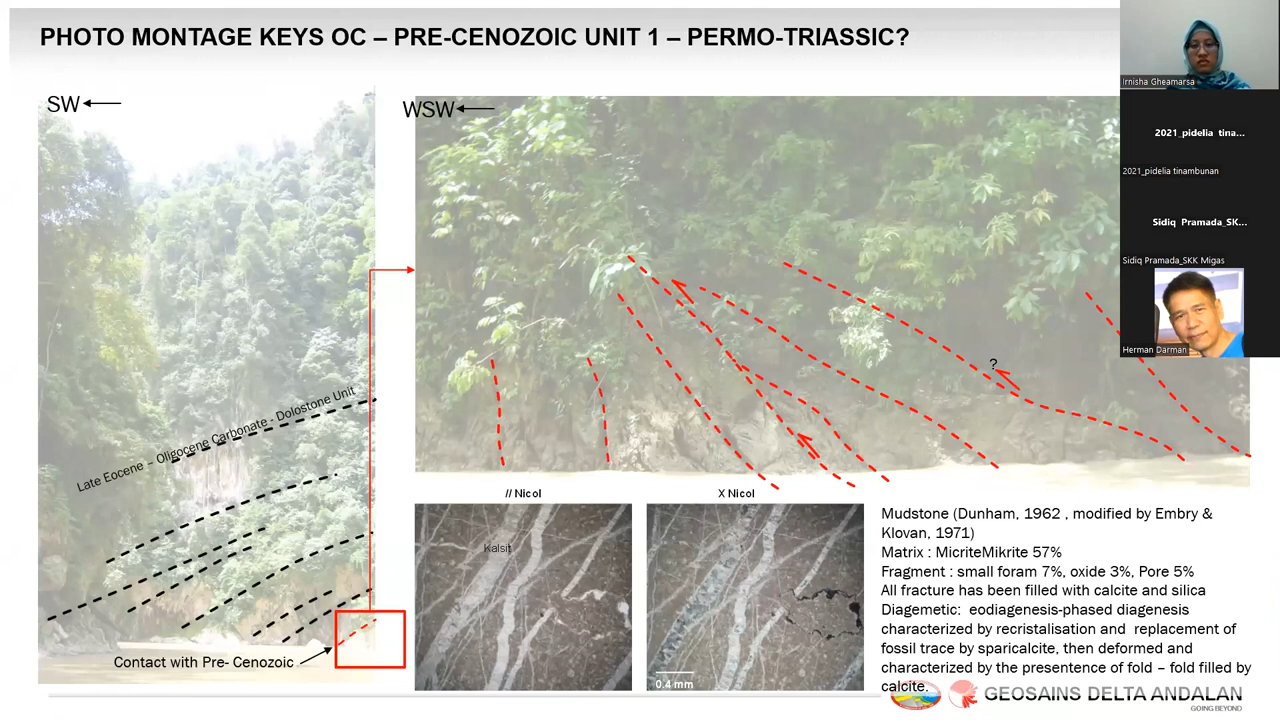 PHOTO MONTAGE KEYS OC – PRE-CENOZOIC UNIT 1 – PERMO-TRIASSIC?
SW
WSW
Late Eocene – Oligocene Carbonate - Dolostone Unit
Contact with Pre- Cenozoic
?
// Nicol
X Nicol
Kalsit
0.4 mm
Mudstone (Dunham, 1962 , modified by Embry &
Klovan, 1971)
Matrix : MicriteMikrite 57%
Fragment : small foram 7%, oxide 3%, Pore 5%
All fracture has been filled with calcite and silica
Diagemetic: eodiagenesis-phased diagenesis
characterized by recristalisation and replacement of
fossil trace by sparicalcite, then deformed and
characterized by the presentence of fold – fold filled by
calcite.
GEOSAINS DELTA ANDALAN
GOING BEYOND
Irnisha Gheamarsa
2021_pidelia tina...
2021_pidelia tinambunan
Sidiq Pramada_SK...
Sidiq Pramada_SKK Migas
Herman Darman